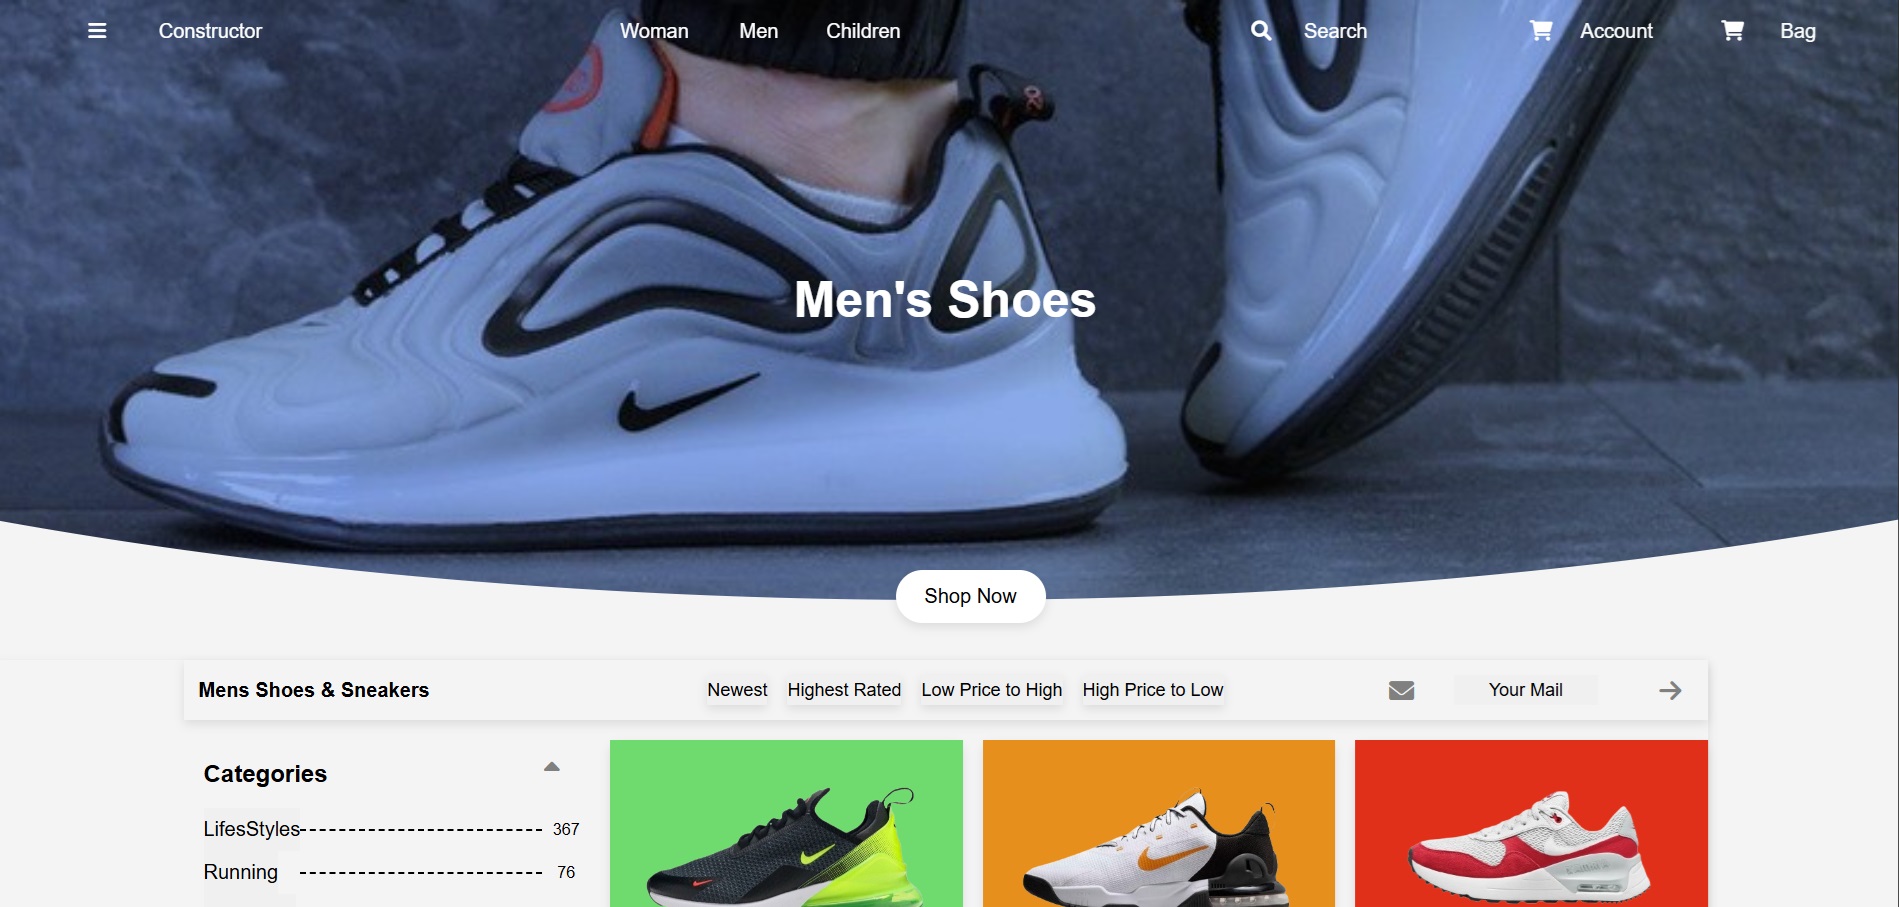 Constructor Woman Men Children Search Account Bag
Men's Shoes
Shop Now
Mens Shoes & Sneakers Newest Highest Rated Low Price to High High Price to Low Your Mail
Categories
LifesStyles 367
Running 76